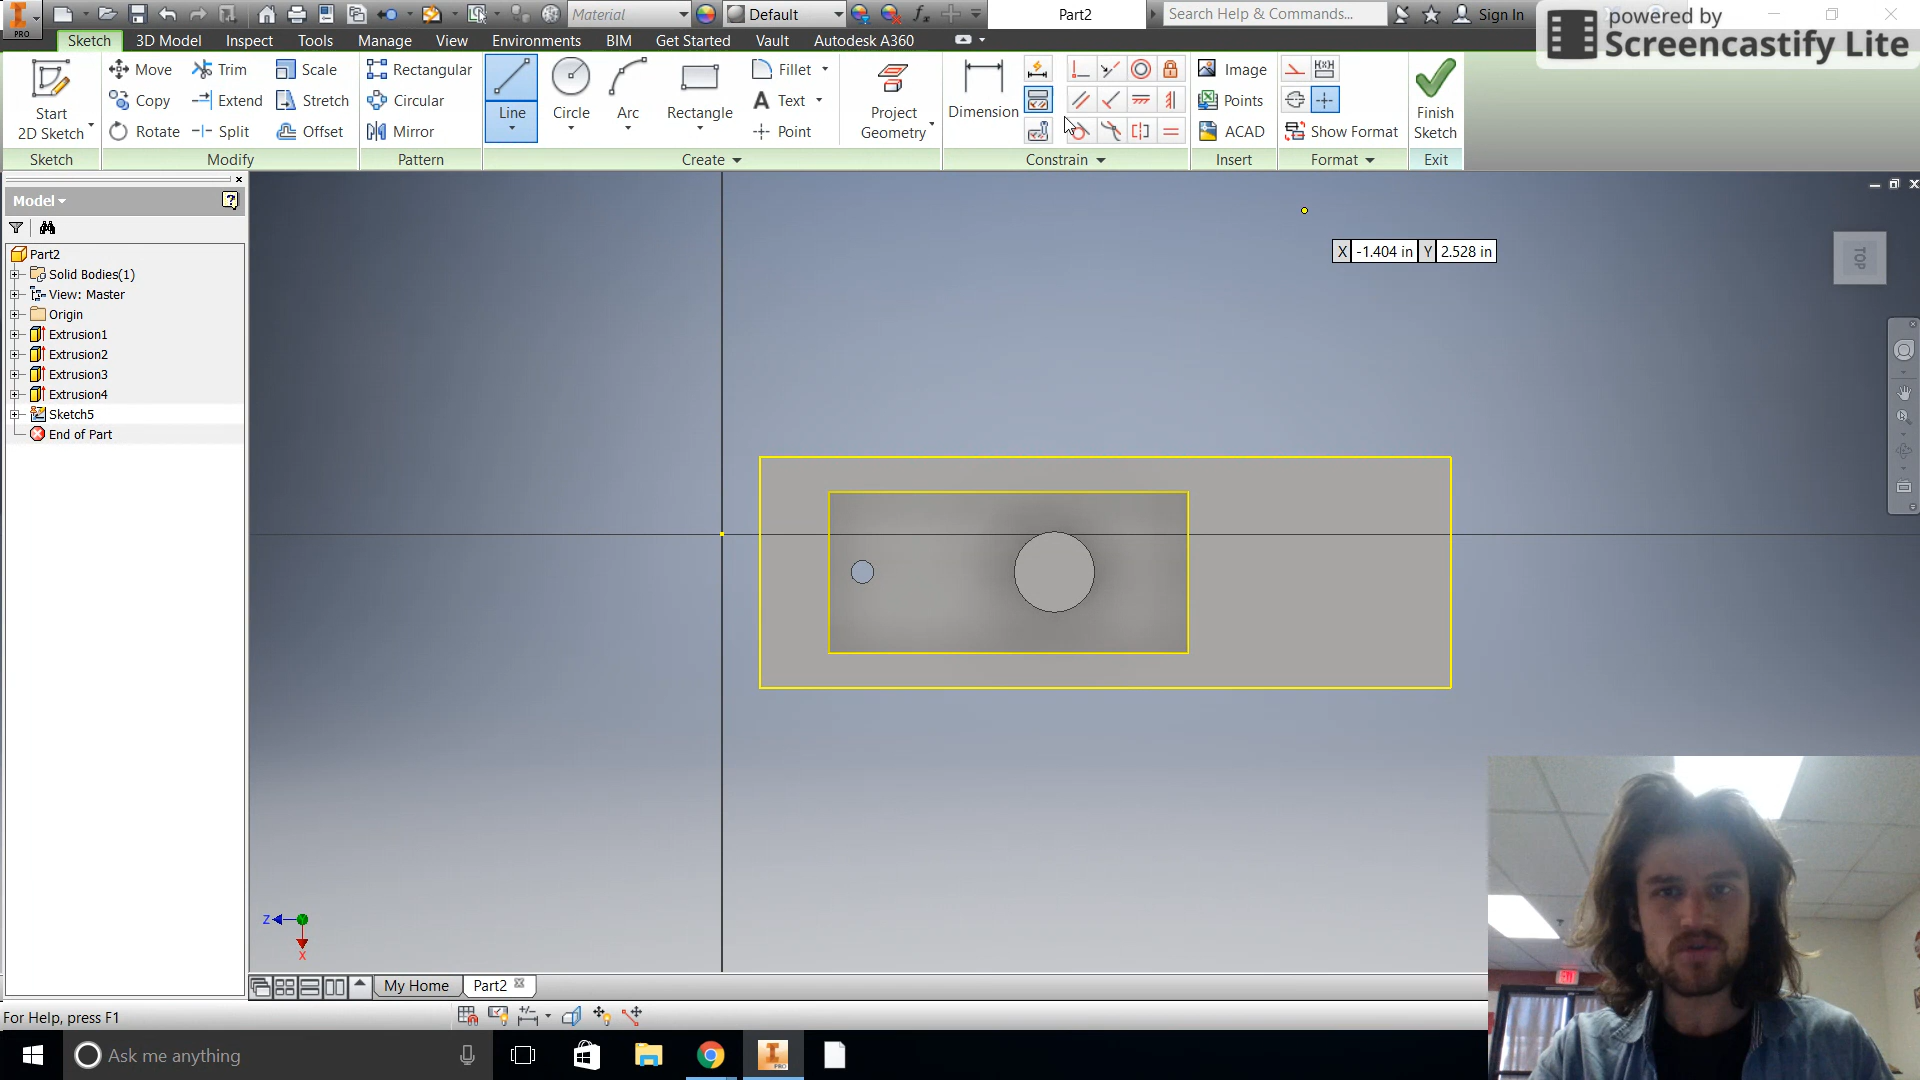 PRO
Material
Default
Part2
Search Help & Commands...
Sign In
powered by
Screencastify Lite
Sketch
3D Model
Inspect
Tools
Manage
View
Environments
BIM
Get Started
Vault
Autodesk A360
Start
2D Sketch
Move
Copy
Rotate
Trim
Extend
Split
Scale
Stretch
Offset
Rectangular
Circular
Mirror
Line
Circle
Arc
Rectangle
Fillet
Text
Point
Project
Geometry
Dimension
Image
Points
ACAD
Show Format
Finish
Sketch
Sketch
Modify
Pattern
Create
Constrain
Insert
Format
Exit
Model
Part2
Solid Bodies(1)
View: Master
Origin
Extrusion1
Extrusion2
Extrusion3
Extrusion4
Sketch5
End of Part
X -1.404 in Y 2.528 in
TOP
Z
X
My Home
Part2
For Help, press F1
Ask me anything
PRO
EXIT